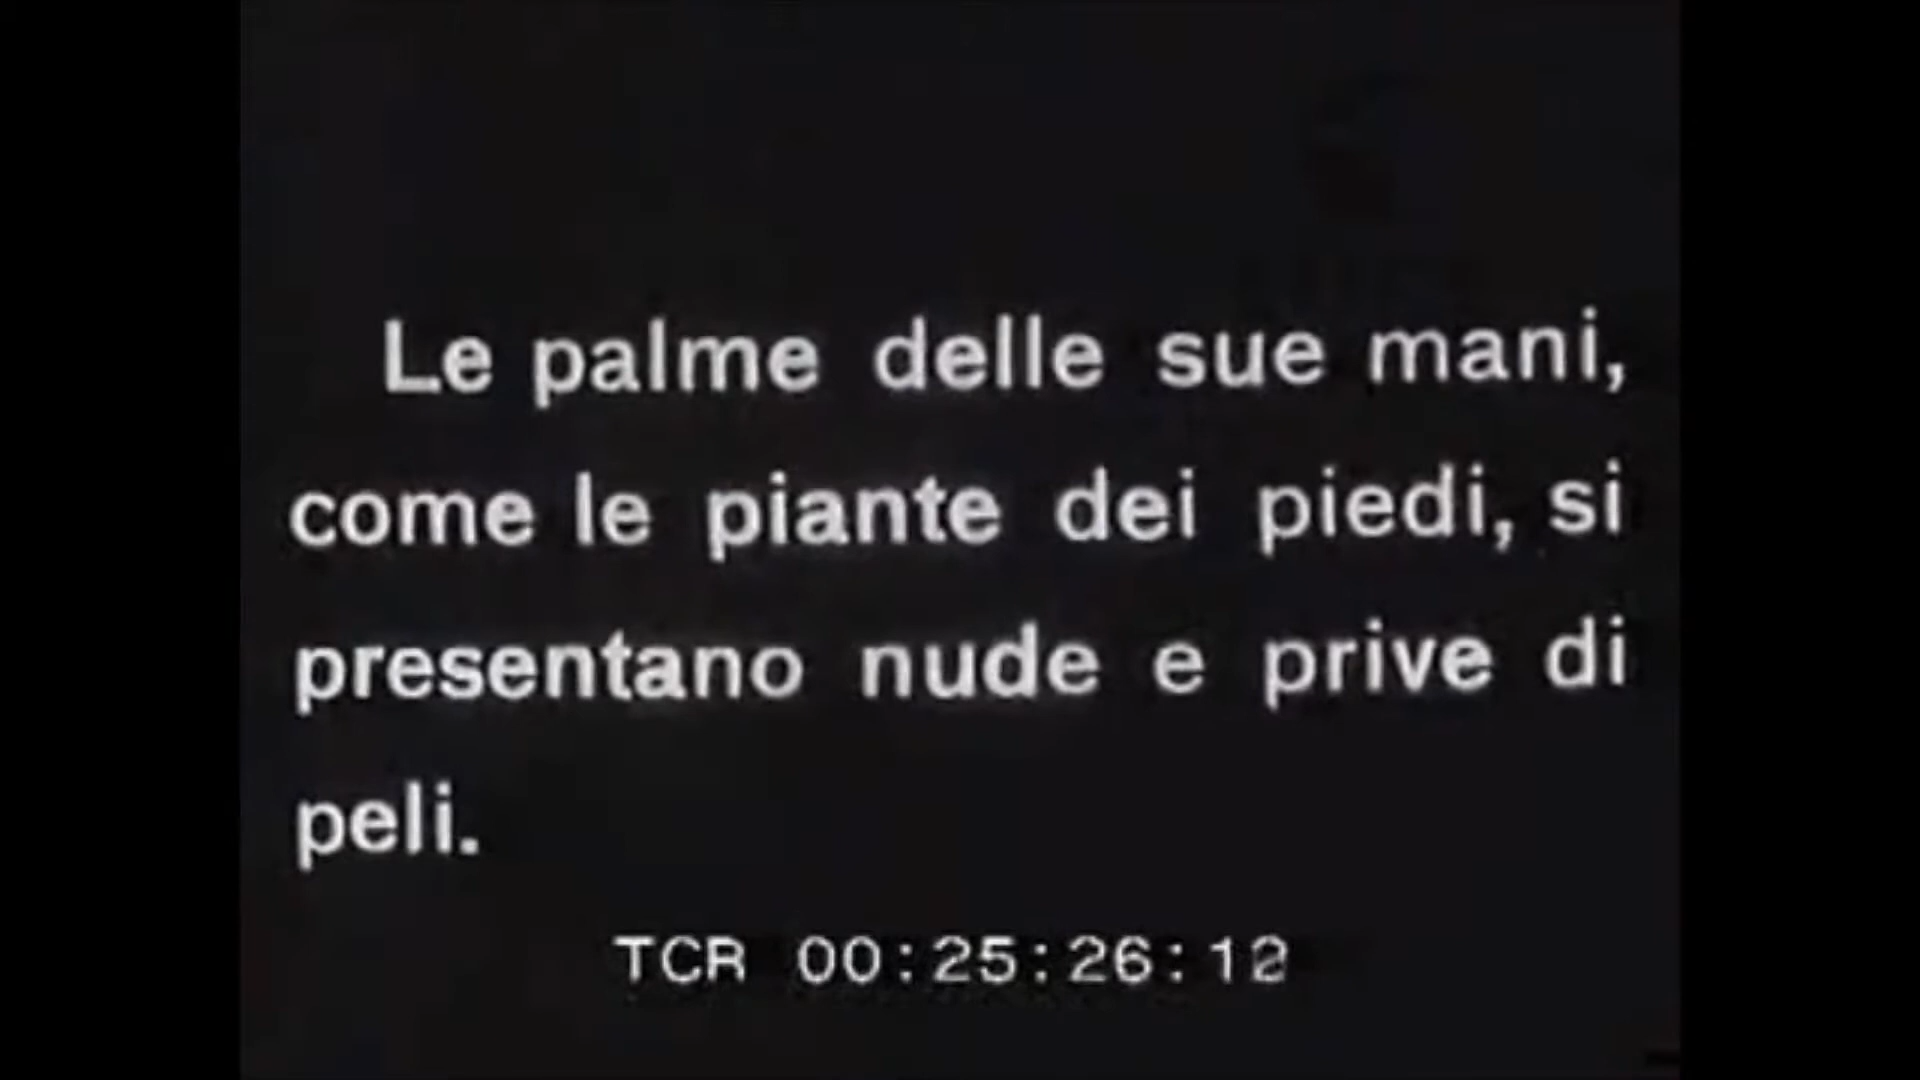 Le palme delle sue mani,
come le piante dei piedi, si
presentano nude e prive di
peli.
TCR 00:25:26:12